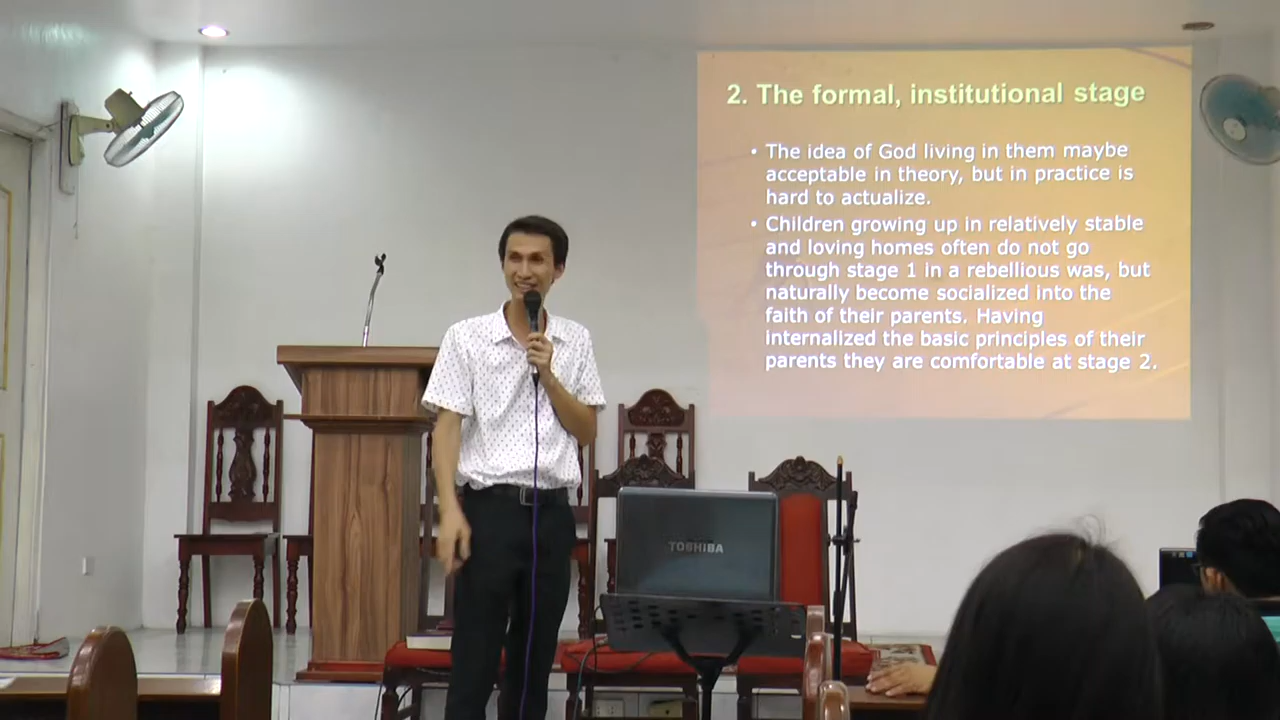 2. The formal, institutional stage
• The idea of God living in them maybe
acceptable in theory, but in practice is
hard to actualize.
• Children growing up in relatively stable
and loving homes often do not go
through stage 1 in a rebellious was, but
naturally become socialized into the
faith of their parents. Having
internalized the basic principles of their
parents they are comfortable at stage 2.
TOSHIBA